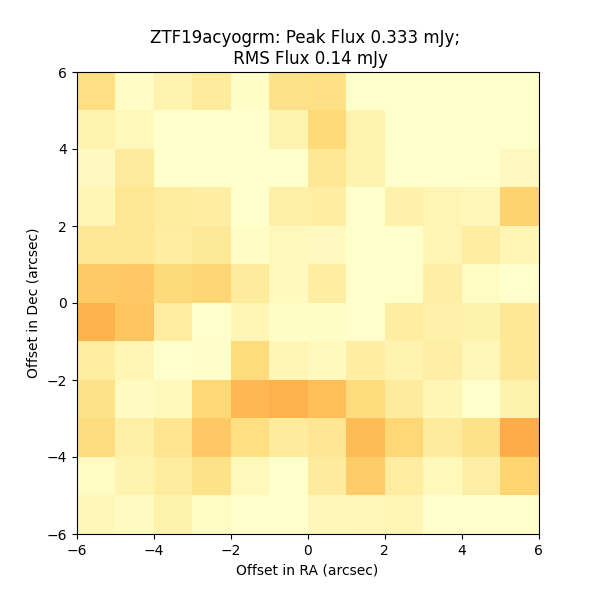 ZTF19acyogrm: Peak Flux 0.333 mJy;
RMS Flux 0.14 mJy
6
4
2
0
−2
−4
−6
Offset in Dec (arcsec)
−6 −4 −2 0 2 4 6
Offset in RA (arcsec)